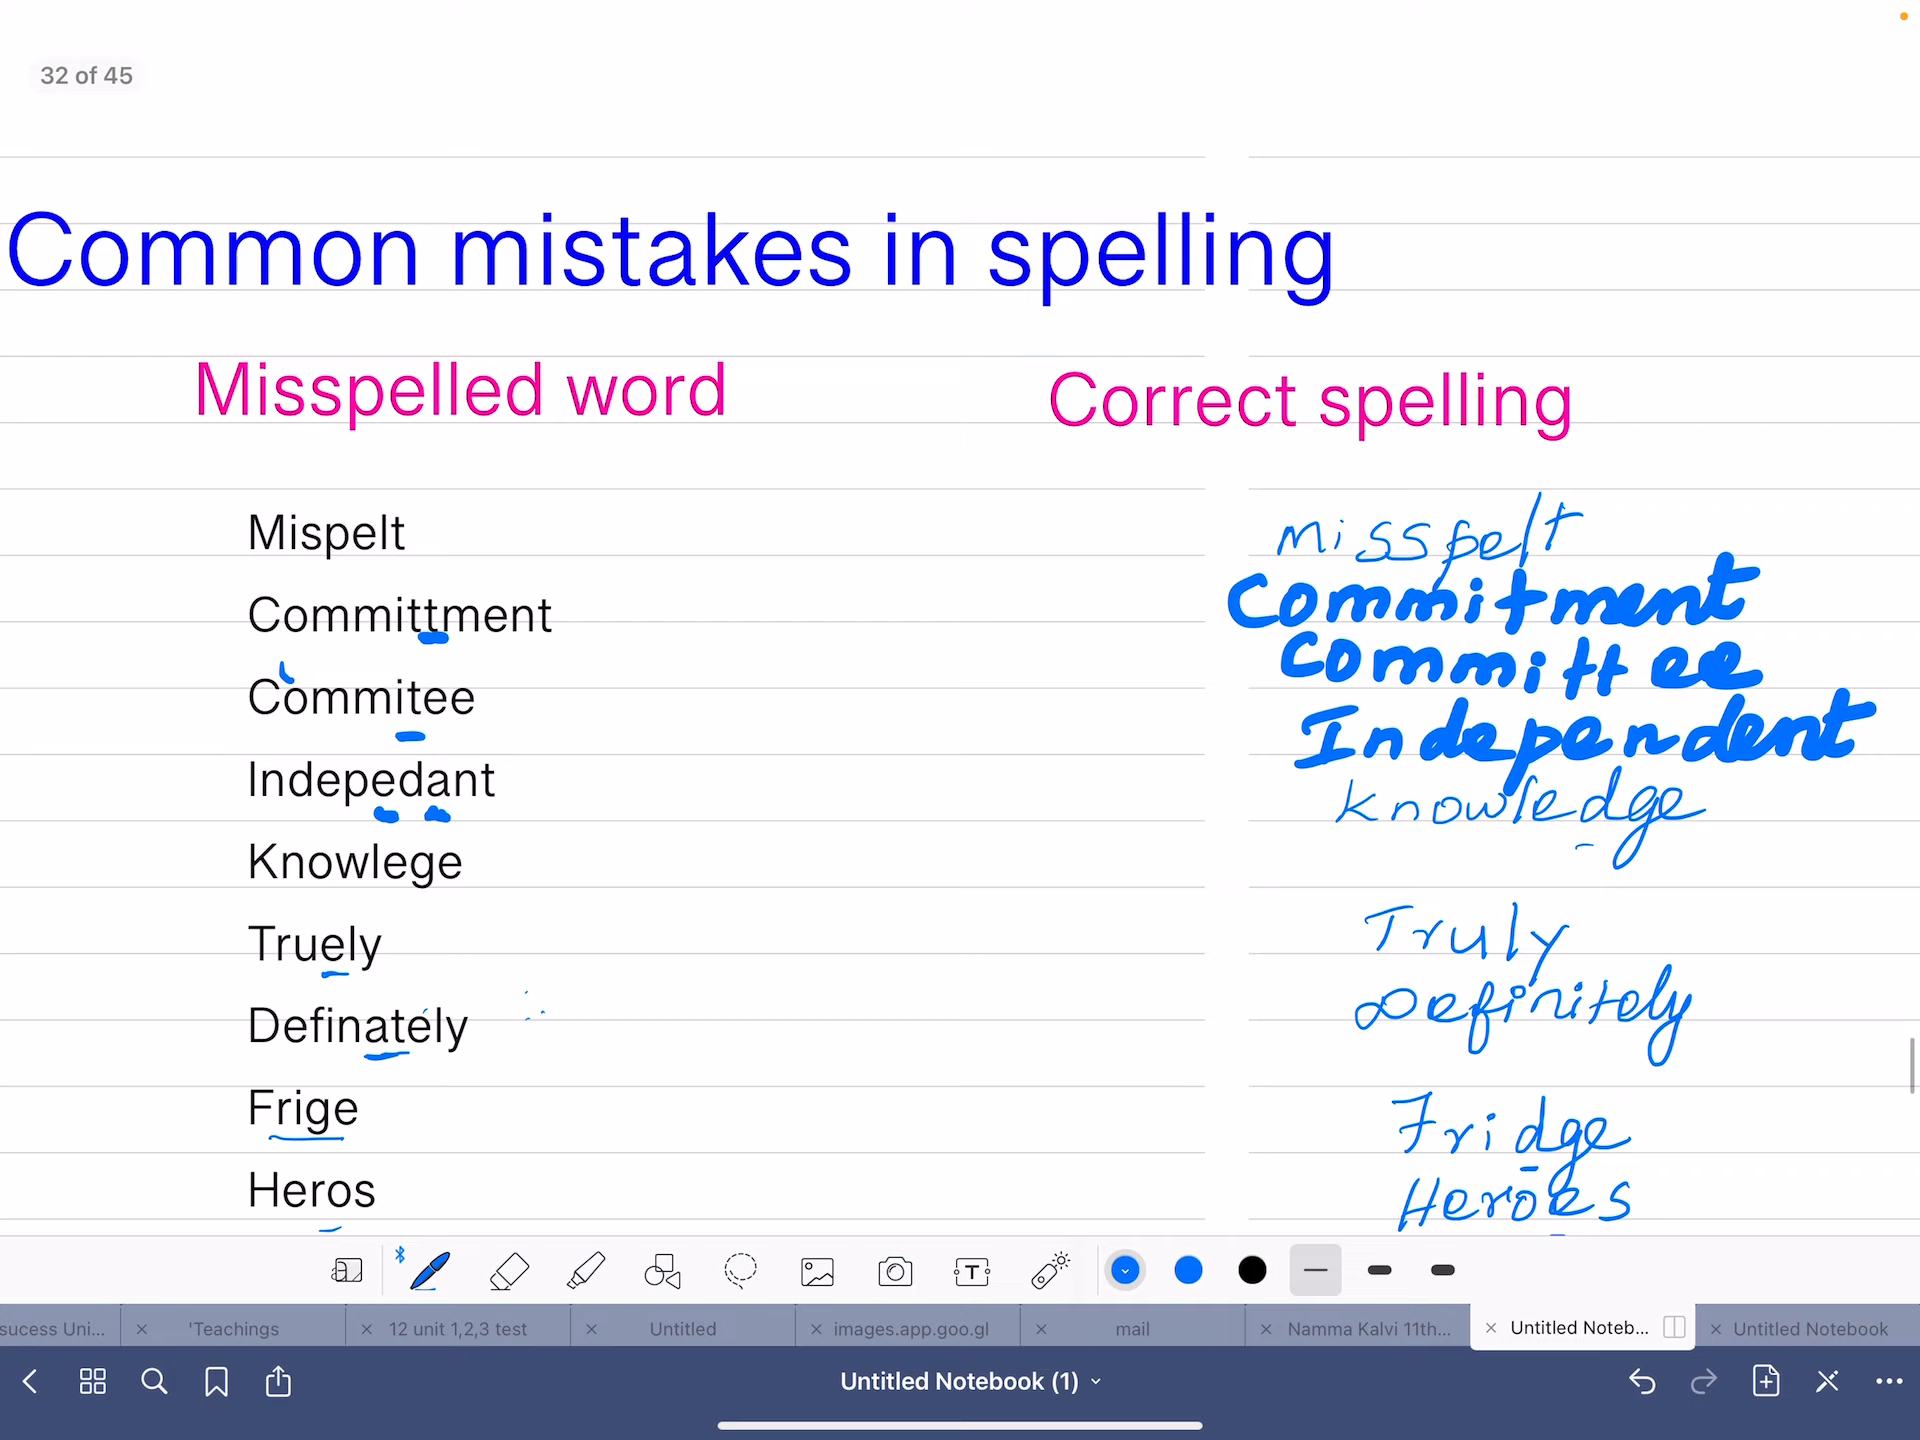 32 of 45
Common mistakes in spelling
Misspelled word
Correct spelling
Mispelt
Misspelt
Committment
Commitment
Commitee
Committee
Indepedant
Independent
Knowlege
Knowledge
Truely
Truly
Definately
Definitely
Frige
Fridge
Heros
Heroes
T
sucess Uni...
'Teachings
12 unit 1,2,3 test
Untitled
images.app.goo.gl
mail
Namma Kalvi 11th...
Untitled Noteb...
Untitled Notebook
Untitled Notebook (1)